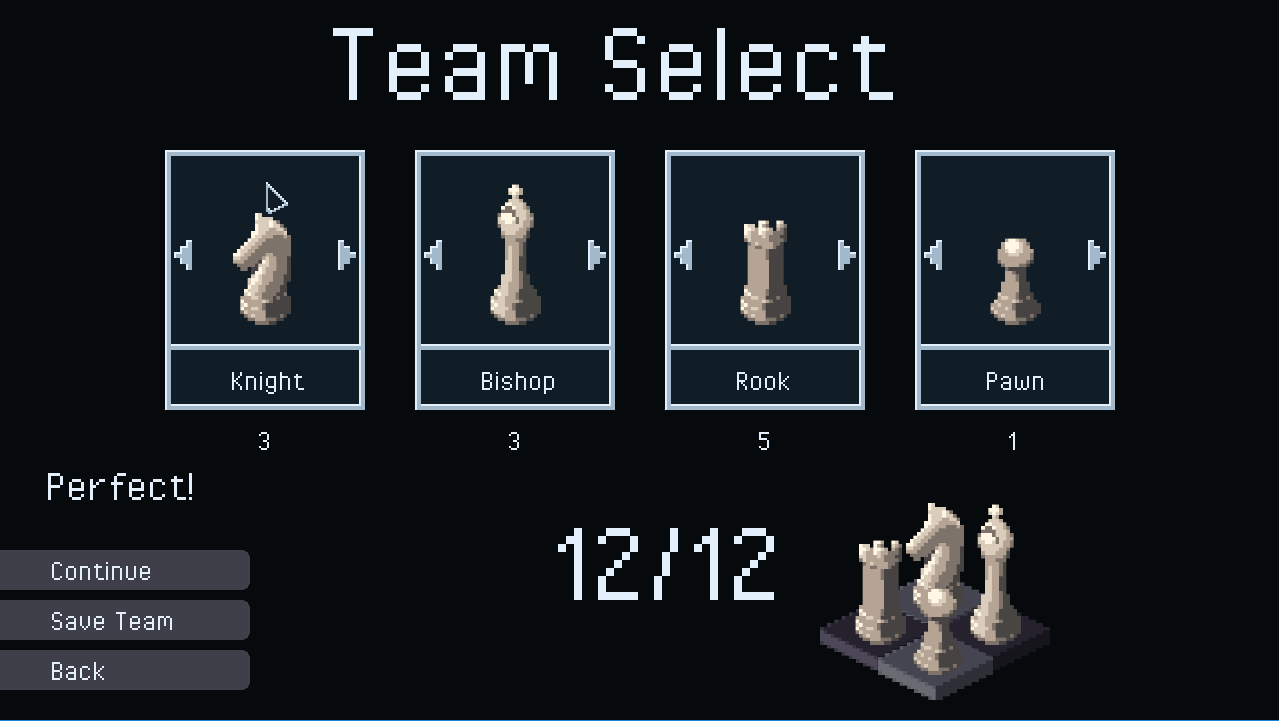 Team Select
Knight Bishop Rook Pawn
3 3 5 1
Perfect!
12/12
Continue
Save Team
Back